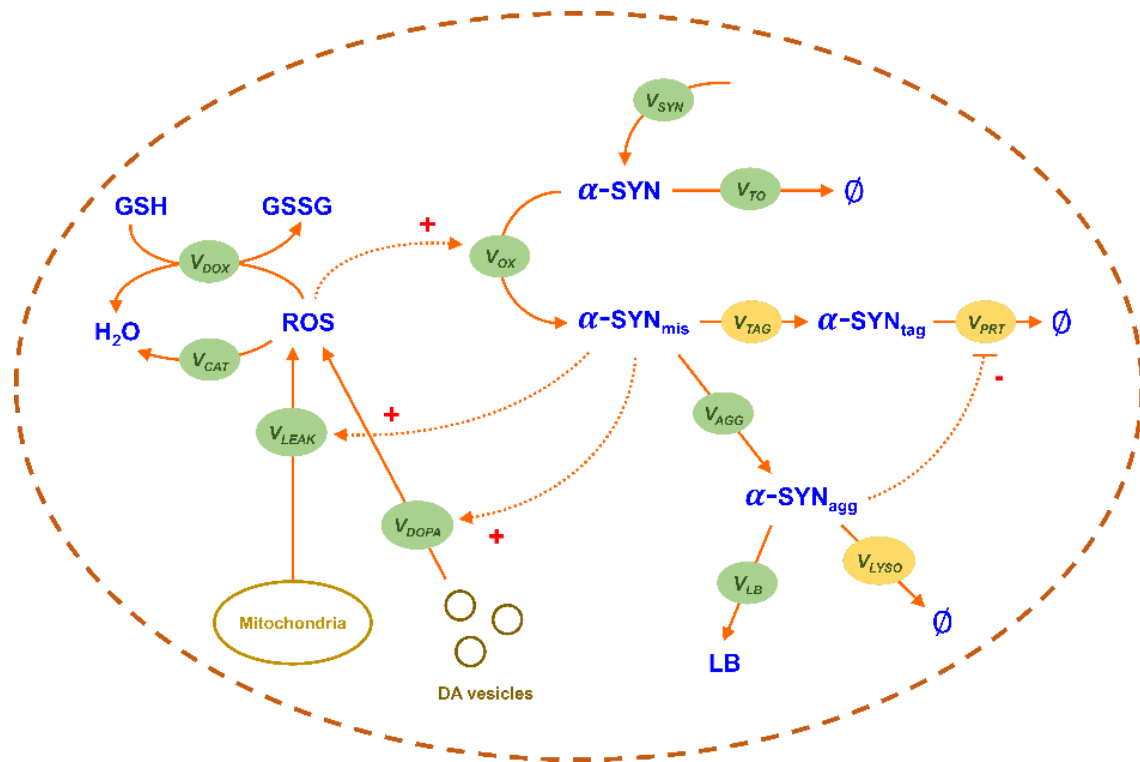 V_SYN
α-SYN
V_TO
∅
GSH
GSSG
+
V_OX
V_DOX
H₂O
ROS
α-SYN_mis
V_TAG
α-SYN_tag
V_PRT
∅
V_CAT
-
+
V_LEAK
V_AGG
α-SYN_agg
V_DOPA
+
V_LB
V_LYSO
Mitochondria
∅
LB
DA vesicles